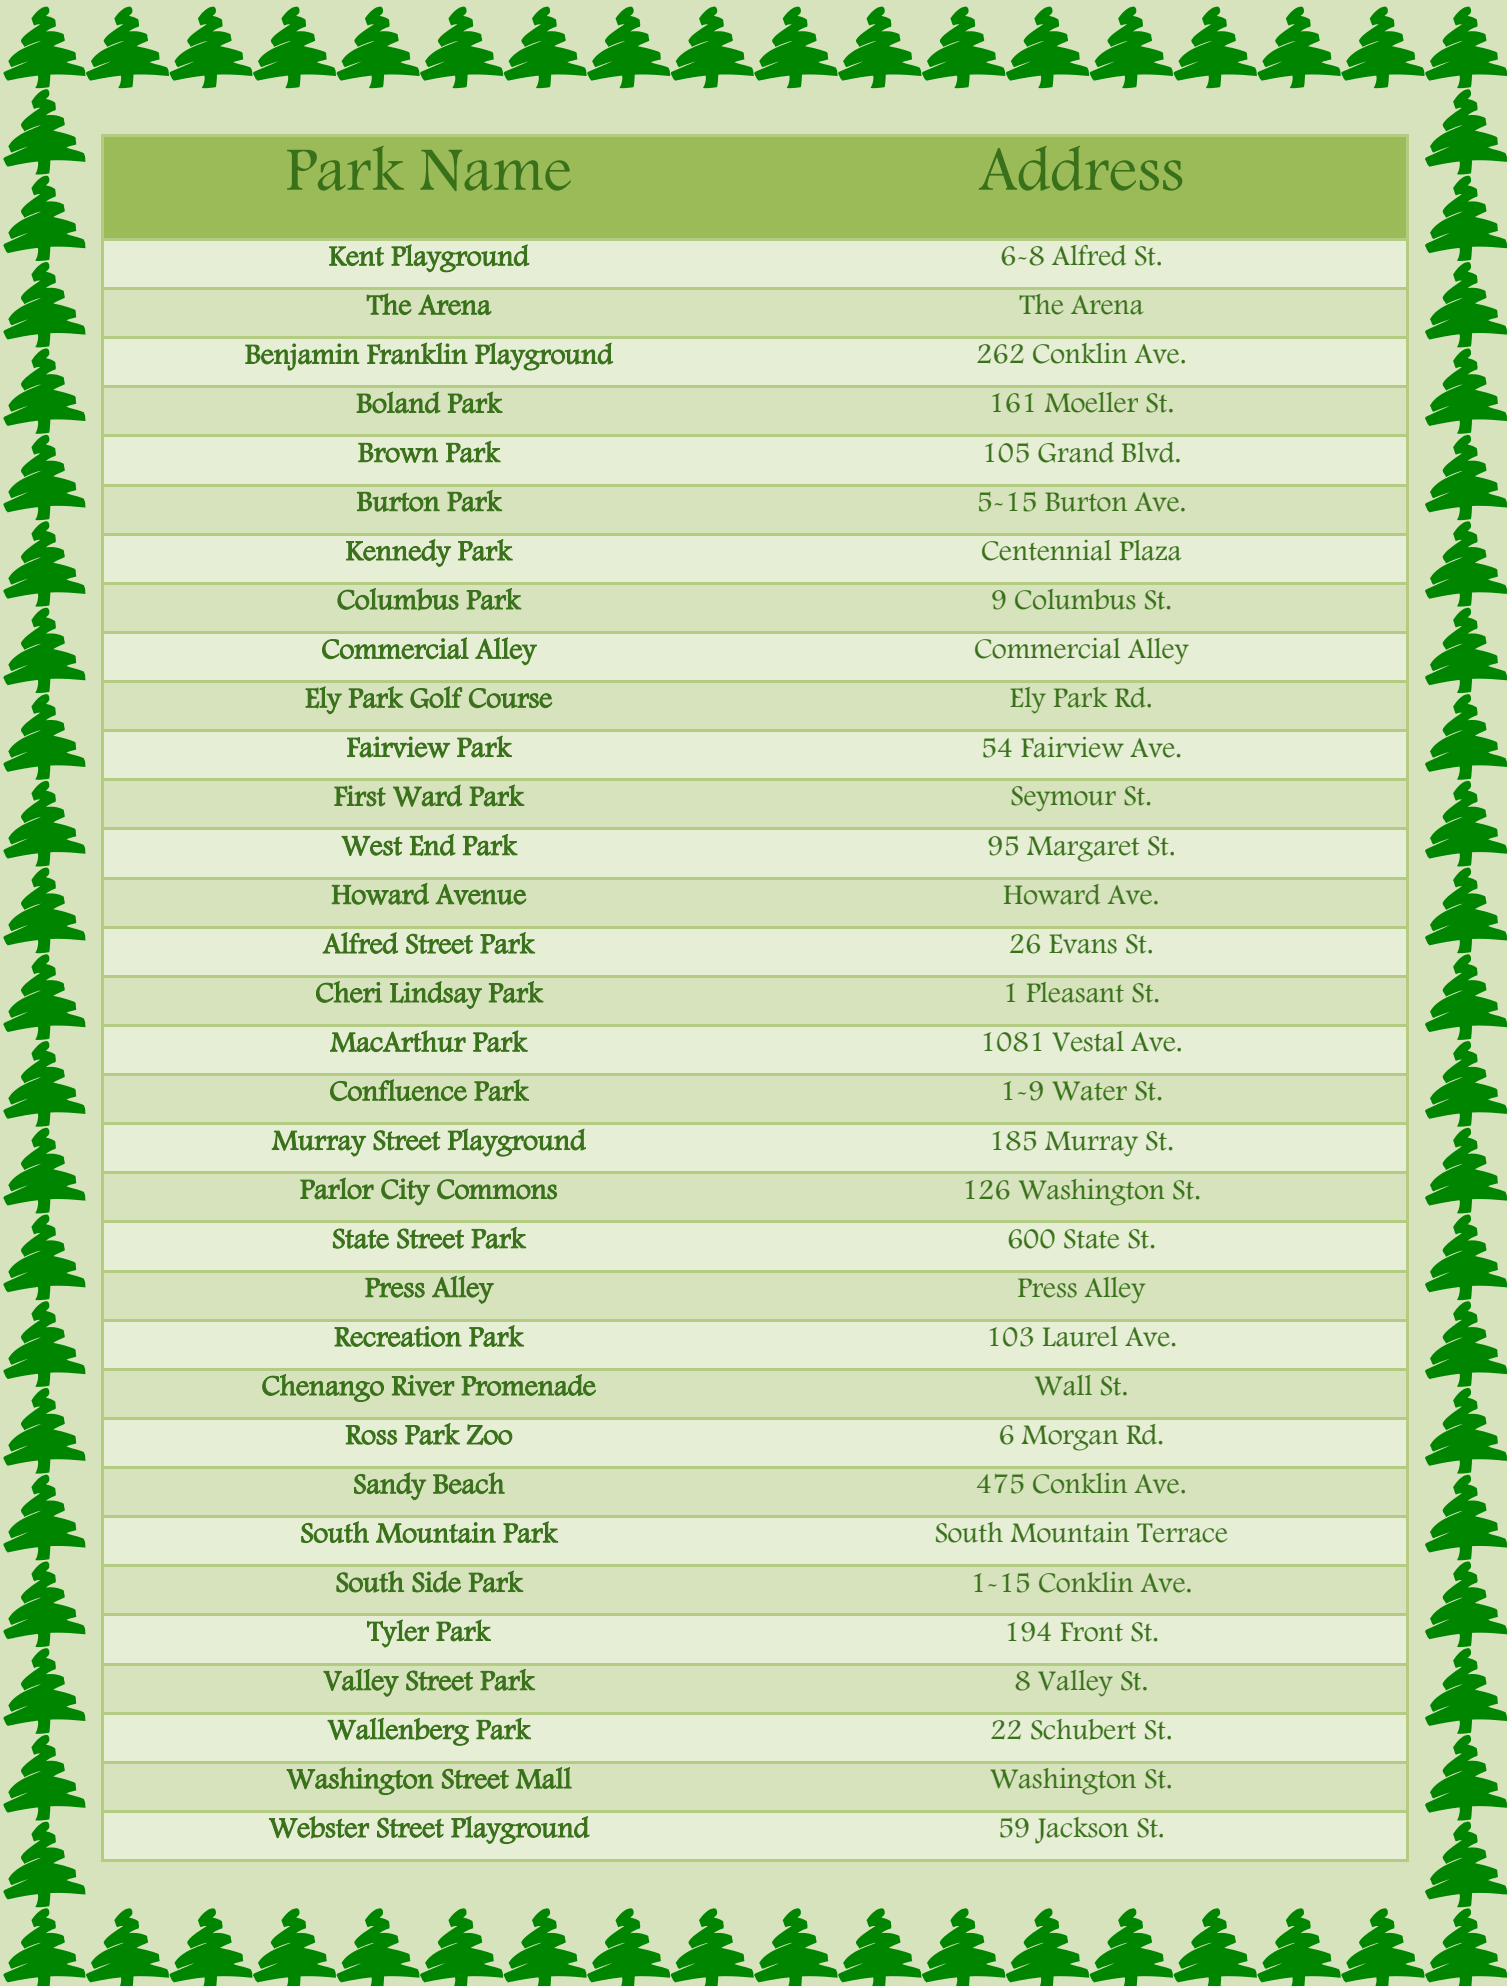 Park Name Address
Kent Playground 6-8 Alfred St.
The Arena The Arena
Benjamin Franklin Playground 262 Conklin Ave.
Boland Park 161 Moeller St.
Brown Park 105 Grand Blvd.
Burton Park 5-15 Burton Ave.
Kennedy Park Centennial Plaza
Columbus Park 9 Columbus St.
Commercial Alley Commercial Alley
Ely Park Golf Course Ely Park Rd.
Fairview Park 54 Fairview Ave.
First Ward Park Seymour St.
West End Park 95 Margaret St.
Howard Avenue Howard Ave.
Alfred Street Park 26 Evans St.
Cheri Lindsay Park 1 Pleasant St.
MacArthur Park 1081 Vestal Ave.
Confluence Park 1-9 Water St.
Murray Street Playground 185 Murray St.
Parlor City Commons 126 Washington St.
State Street Park 600 State St.
Press Alley Press Alley
Recreation Park 103 Laurel Ave.
Chenango River Promenade Wall St.
Ross Park Zoo 6 Morgan Rd.
Sandy Beach 475 Conklin Ave.
South Mountain Park South Mountain Terrace
South Side Park 1-15 Conklin Ave.
Tyler Park 194 Front St.
Valley Street Park 8 Valley St.
Wallenberg Park 22 Schubert St.
Washington Street Mall Washington St.
Webster Street Playground 59 Jackson St.